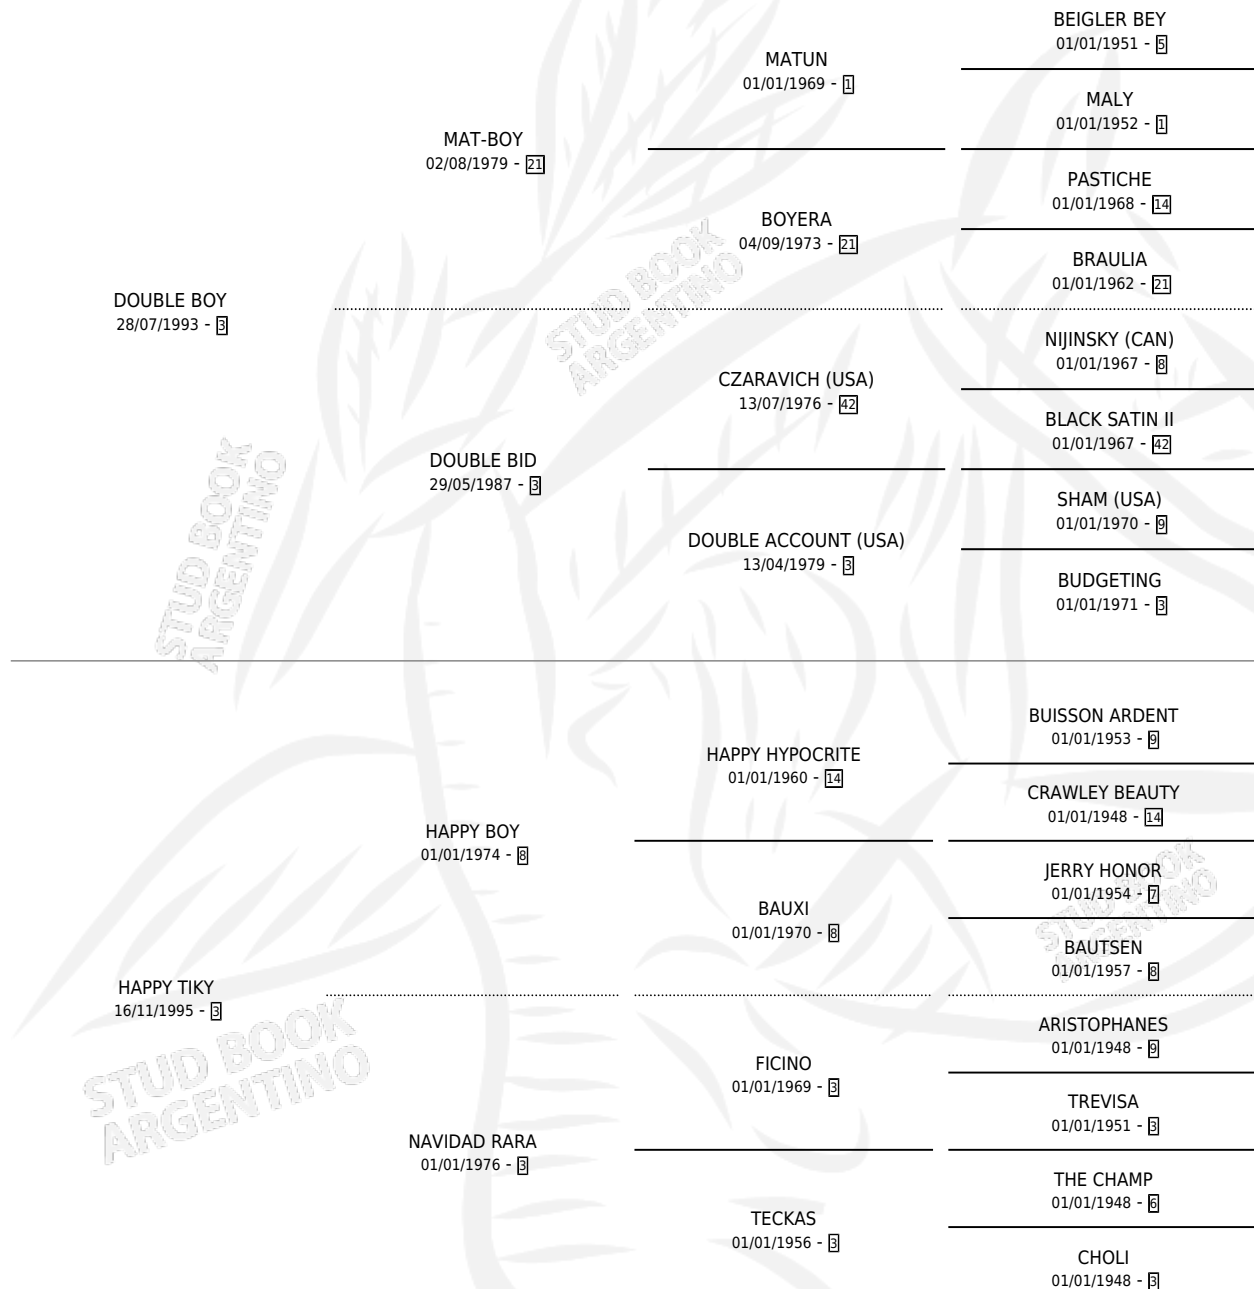 BEIGLER BEY
01/01/1951 - 5
MATUN
01/01/1969 - 1
MALY
01/01/1952 - 1
MAT-BOY
02/08/1979 - 21
PASTICHE
01/01/1968 - 14
BOYERA
04/09/1973 - 21
BRAULIA
01/01/1962 - 21
DOUBLE BOY
28/07/1993 - 3
NIJINSKY (CAN)
01/01/1967 - 8
CZARAVICH (USA)
13/07/1976 - 42
BLACK SATIN II
01/01/1967 - 42
DOUBLE BID
29/05/1987 - 3
SHAM (USA)
01/01/1970 - 9
DOUBLE ACCOUNT (USA)
13/04/1979 - 3
BUDGETING
01/01/1971 - 3
STUD BOOK
ARGENTINO
STUD BOOK
ARGENTINO
BUISSON ARDENT
01/01/1953 - 9
HAPPY HYPOCRITE
01/01/1960 - 14
CRAWLEY BEAUTY
01/01/1948 - 14
HAPPY BOY
01/01/1974 - 8
JERRY HONOR
01/01/1954 - 7
BAUXI
01/01/1970 - 8
BAUTSEN
01/01/1957 - 8
HAPPY TIKY
16/11/1995 - 3
ARISTOPHANES
01/01/1948 - 9
FICINO
01/01/1969 - 3
TREVISA
01/01/1951 - 3
NAVIDAD RARA
01/01/1976 - 3
THE CHAMP
01/01/1948 - 6
TECKAS
01/01/1956 - 3
CHOLI
01/01/1948 - 3
STUD BOOK
ARGENTINO
STUD BOOK
ARGENTINO